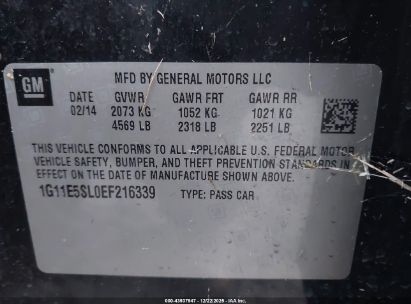 GM
MFD BY GENERAL MOTORS LLC
DATE GVWR GAWR FRT GAWR RR
02/14 2073 KG 1052 KG 1021 KG
4569 LB 2318 LB 2251 LB
THIS VEHICLE CONFORMS TO ALL APPLICABLE U.S. FEDERAL MOTOR
VEHICLE SAFETY, BUMPER, AND THEFT PREVENTION STANDARDS IN
EFFECT ON THE DATE OF MANUFACTURE SHOWN ABOVE.
1G11E5SL0EF216339 TYPE: PASS CAR